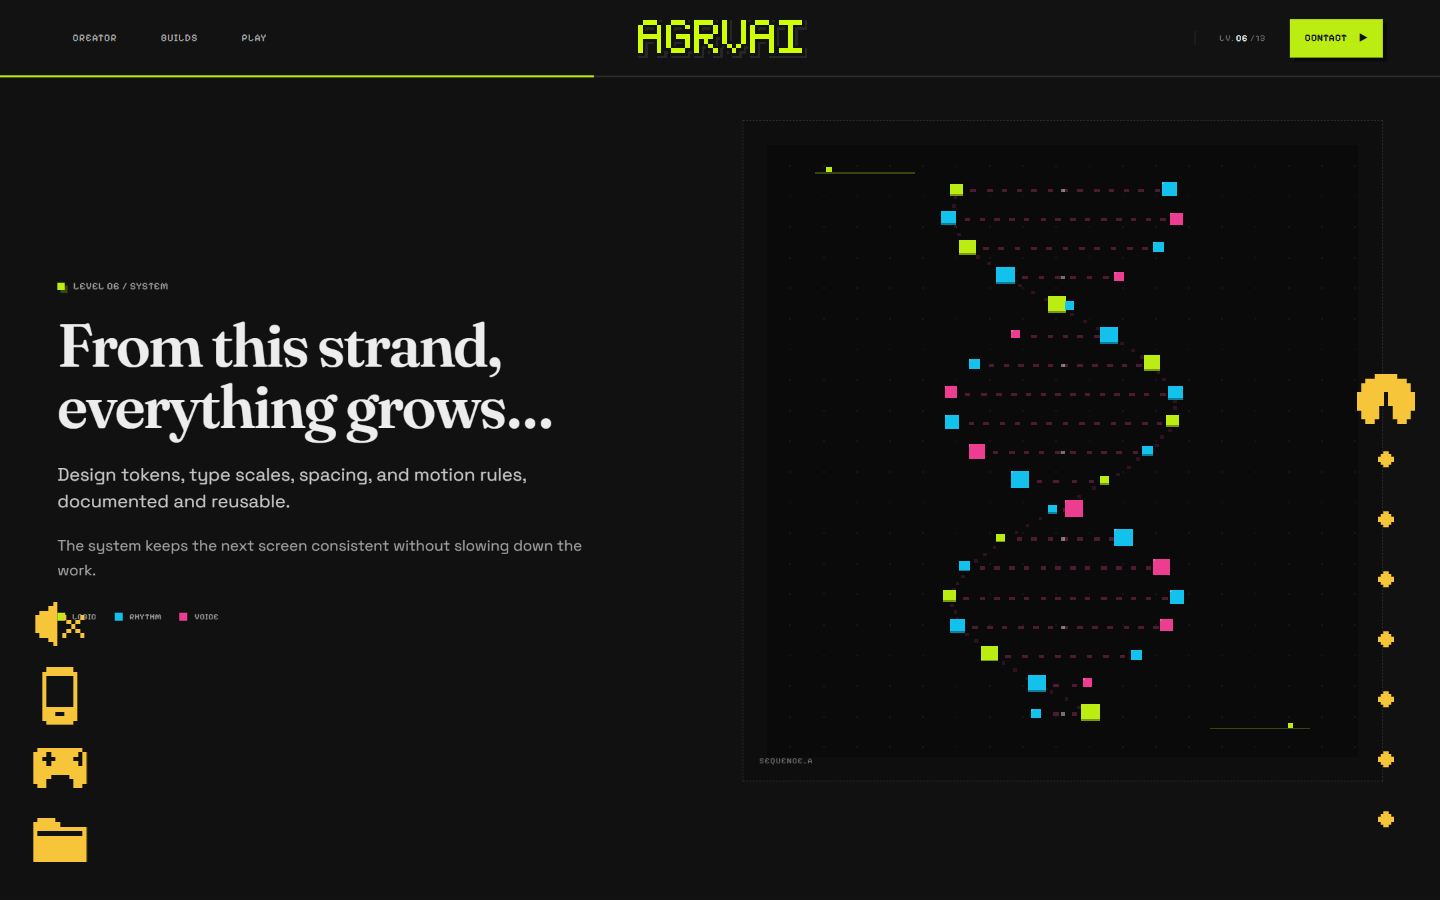 CREATOR
BUILDS
PLAY
AGRVAI
LV. 06 /13
CONTACT
LEVEL 06 / SYSTEM
From this strand,
everything grows...
Design tokens, type scales, spacing, and motion rules,
documented and reusable.
The system keeps the next screen consistent without slowing down the
work.
LOGIC
RHYTHM
VOICE
SEQUENCE.A